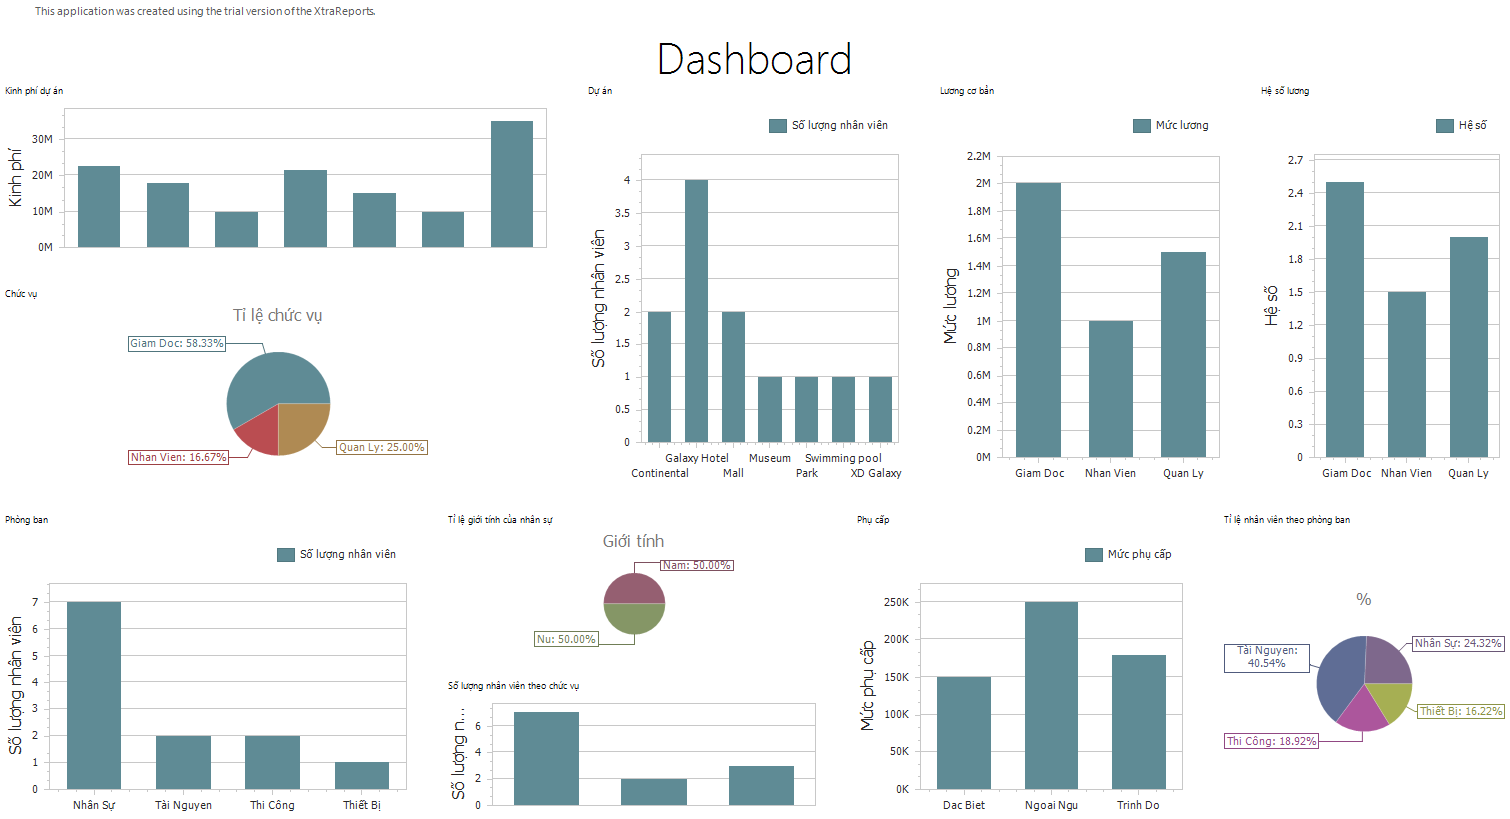 This application was created using the trial version of the XtraReports.
Dashboard
Kinh phí dự án
Kinh phí
30M
20M
10M
0M
Chức vụ
Tỉ lệ chức vụ
Giam Doc: 58.33%
Nhan Vien: 16.67%
Quan Ly: 25.00%
Dự án
Số lượng nhân viên
Số lượng nhân viên
4
3.5
3
2.5
2
1.5
1
0.5
0
Galaxy Hotel Museum Swimming pool
Continental Mall Park XD Galaxy
Lương cơ bản
Mức lương
Mức lương
2.2M
2M
1.8M
1.6M
1.4M
1.2M
1M
0.8M
0.6M
0.4M
0.2M
0M
Giam Doc Nhan Vien Quan Ly
Hệ số lương
Hệ số
Hệ số
2.7
2.4
2.1
1.8
1.5
1.2
0.9
0.6
0.3
0
Giam Doc Nhan Vien Quan Ly
Phòng ban
Số lượng nhân viên
Số lượng nhân viên
7
6
5
4
3
2
1
0
Nhân Sự Tài Nguyen Thi Công Thiết Bị
Tỉ lệ giới tính của nhân sự
Giới tính
Nam: 50.00%
Nu: 50.00%
Số lượng nhân viên theo chức vụ
Số lượng n...
6
4
2
0
Phụ cấp
Mức phụ cấp
Mức phụ cấp
250K
200K
150K
100K
50K
0K
Dac Biet Ngoai Ngu Trinh Do
Tỉ lệ nhân viên theo phòng ban
%
Nhân Sự: 24.32%
Tài Nguyen:
40.54%
Thiết Bị: 16.22%
Thi Công: 18.92%